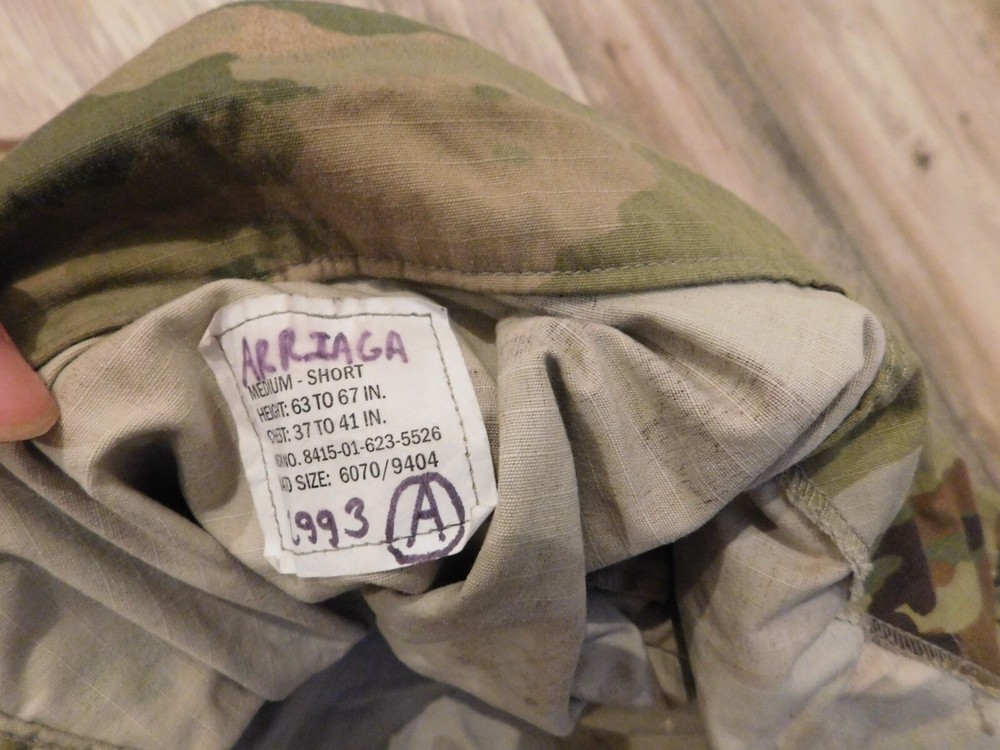 ARRIAGA
MEDIUM - SHORT
HEIGHT: 63 TO 67 IN.
CHEST: 37 TO 41 IN.
NO. 8415-01-623-5526
SIZE: 6070/9404
993 A